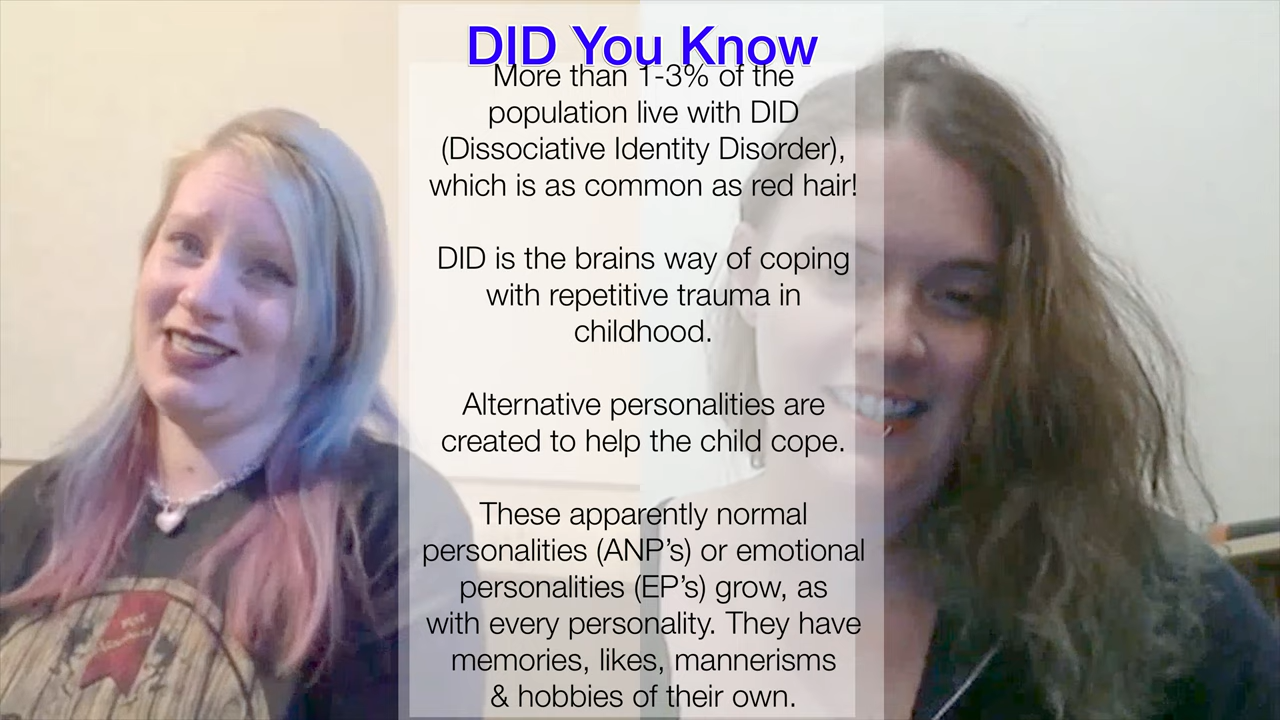 DID You Know
More than 1-3% of the
population live with DID
(Dissociative Identity Disorder),
which is as common as red hair!
DID is the brains way of coping
with repetitive trauma in
childhood.
Alternative personalities are
created to help the child cope.
These apparently normal
personalities (ANP’s) or emotional
personalities (EP’s) grow, as
with every personality. They have
memories, likes, mannerisms
& hobbies of their own.